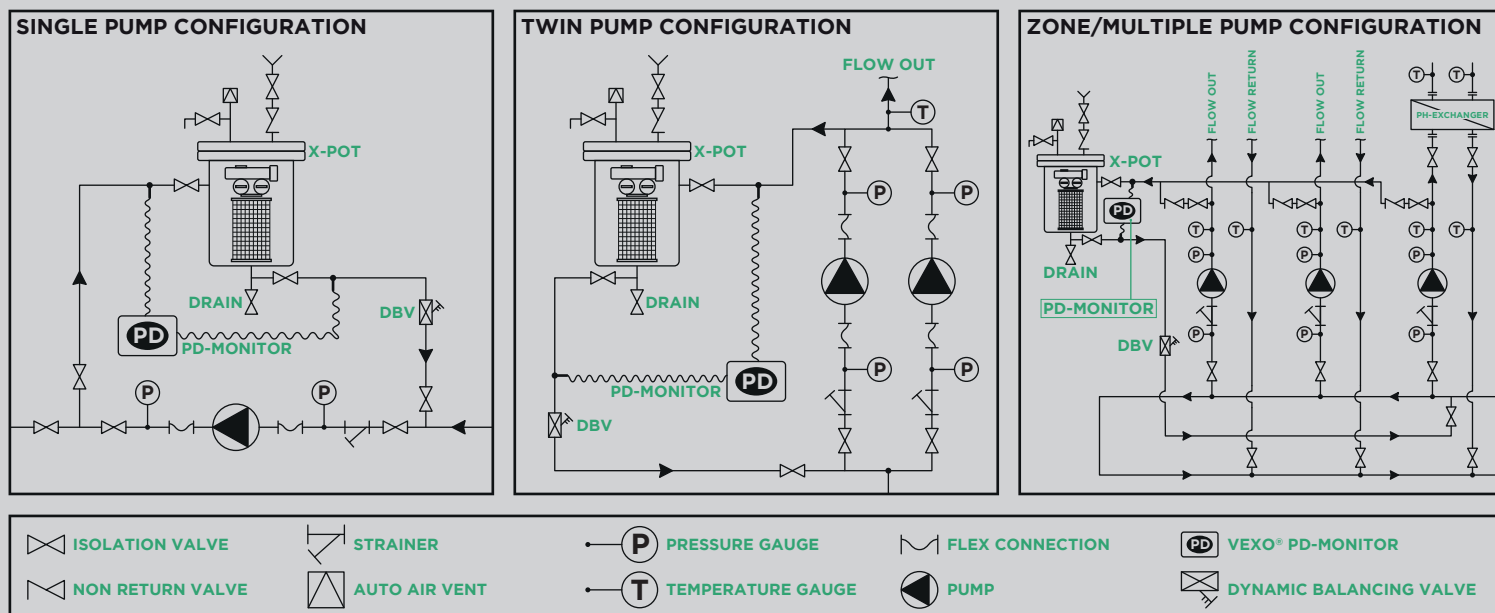 SINGLE PUMP CONFIGURATION
X-POT
DRAIN
DBV
PD
PD-MONITOR
P
P
TWIN PUMP CONFIGURATION
FLOW OUT
T
X-POT
P
P
DRAIN
P
P
PD
PD-MONITOR
DBV
ZONE/MULTIPLE PUMP CONFIGURATION
FLOW OUT
FLOW RETURN
FLOW OUT
FLOW RETURN
T
T
PH-EXCHANGER
X-POT
PD
T
T
T
T
T
T
P
P
P
DRAIN
PD-MONITOR
P
P
P
DBV
ISOLATION VALVE
STRAINER
P PRESSURE GAUGE
FLEX CONNECTION
PD VEXO® PD-MONITOR
NON RETURN VALVE
AUTO AIR VENT
T TEMPERATURE GAUGE
PUMP
DYNAMIC BALANCING VALVE